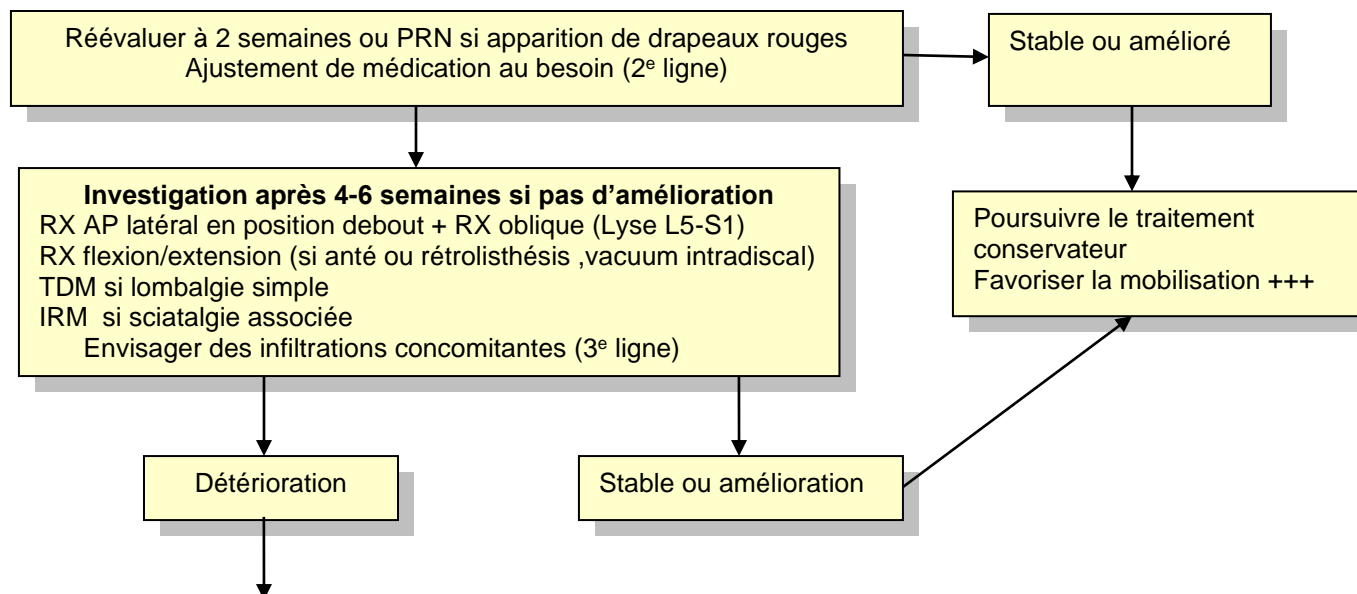 Réévaluer à 2 semaines ou PRN si apparition de drapeaux rouges
Ajustement de médication au besoin (2e ligne)
Stable ou amélioré
Investigation après 4-6 semaines si pas d'amélioration
RX AP latéral en position debout + RX oblique (Lyse L5-S1)
RX flexion/extension (si anté ou rétrolisthésis ,vacuum intradiscal)
TDM si lombalgie simple
IRM si sciatalgie associée
Envisager des infiltrations concomitantes (3e ligne)
Poursuivre le traitement
conservateur
Favoriser la mobilisation +++
Détérioration
Stable ou amélioration